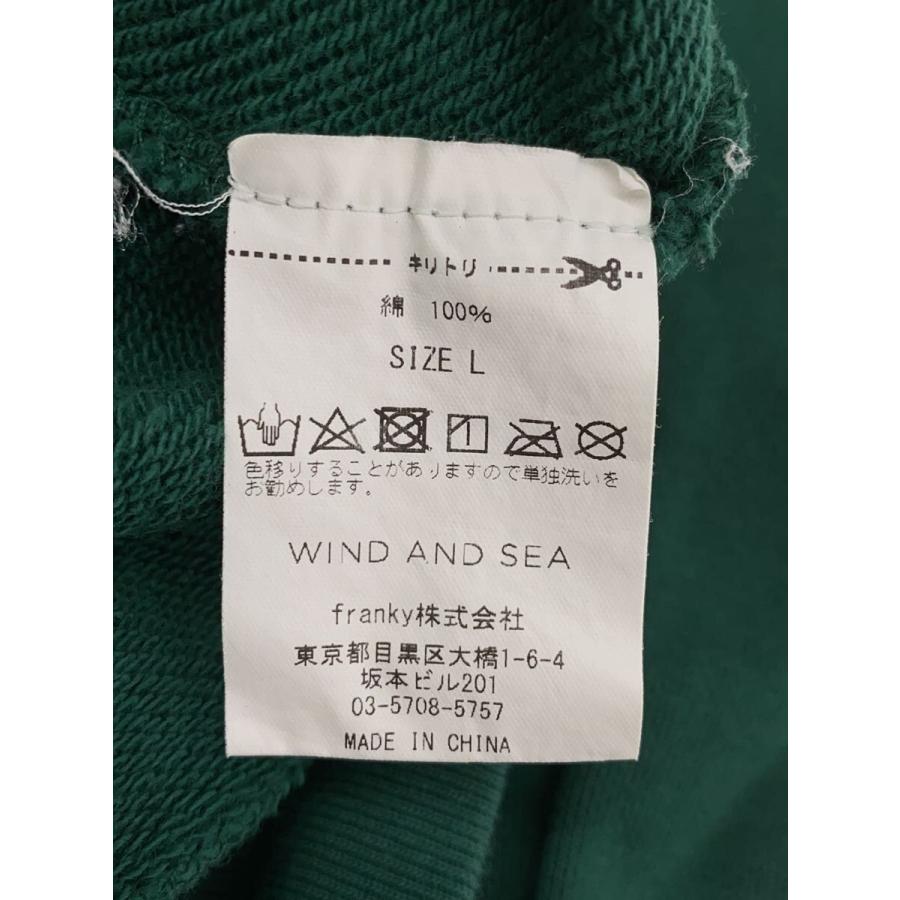 キリトリ
綿 100%
SIZE L
色移りすることがありますので単独洗いを
お勧めします。
WIND AND SEA
franky株式会社
東京都目黒区大橋1-6-4
坂本ビル201
03-5708-5757
MADE IN CHINA